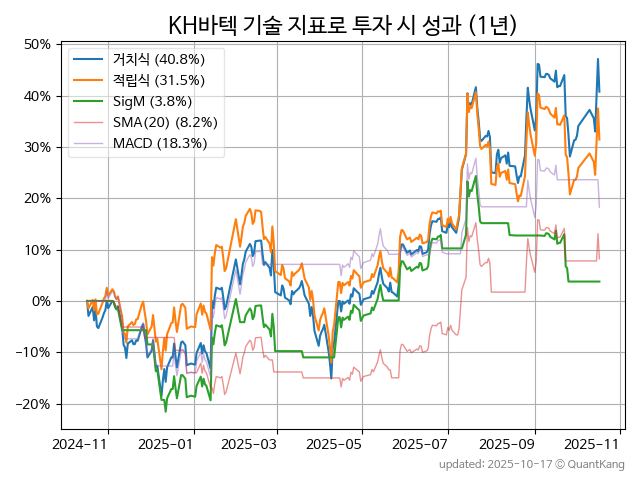 KH바텍 기술 지표로 투자 시 성과 (1년)
거치식 (40.8%)
적립식 (31.5%)
SigM (3.8%)
SMA(20) (8.2%)
MACD (18.3%)
50%
40%
30%
20%
10%
0%
−10%
−20%
2024-11
2025-01
2025-03
2025-05
2025-07
2025-09
2025-11
updated: 2025-10-17 © QuantKang